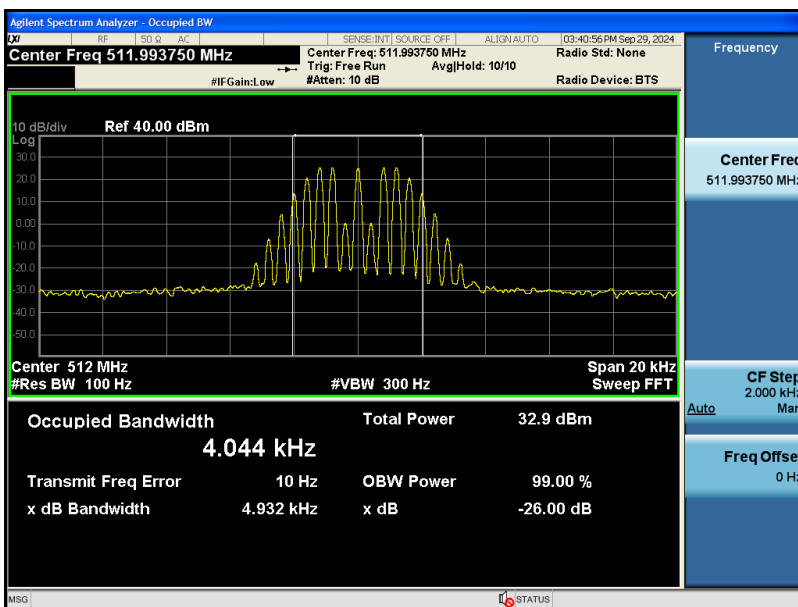 Agilent Spectrum Analyzer - Occupied BW
LXI RF 50 Ω AC SENSE:INT SOURCE OFF ALIGN AUTO 03:40:56 PM Sep 29, 2024
Center Freq 511.993750 MHz
Center Freq: 511.993750 MHz
Radio Std: None
Trig: Free Run Avg|Hold: 10/10
#IFGain:Low
#Atten: 10 dB
Radio Device: BTS
10 dB/div Ref 40.00 dBm
Log
30.0
20.0
10.0
0.00
-10.0
-20.0
-30.0
-40.0
-50.0
Center 512 MHz
Span 20 kHz
#Res BW 100 Hz
#VBW 300 Hz
Sweep FFT
Occupied Bandwidth
4.044 kHz
Total Power 32.9 dBm
Transmit Freq Error 10 Hz
OBW Power 99.00 %
x dB Bandwidth 4.932 kHz
x dB -26.00 dB
MSG
STATUS
Frequency
Center Freq
511.993750 MHz
CF Step
2.000 kHz
Auto Man
Freq Offset
0 Hz